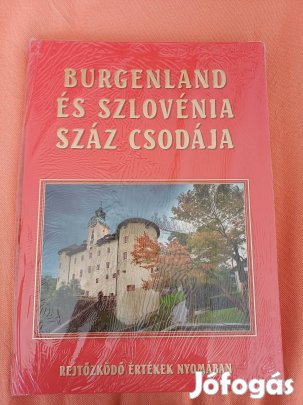 BURGENLAND
ÉS SZLOVÉNIA
SZÁZ CSODÁJA
REJTŐZKÖDŐ ÉRTÉKEK NYOMÁBAN
Jófogás